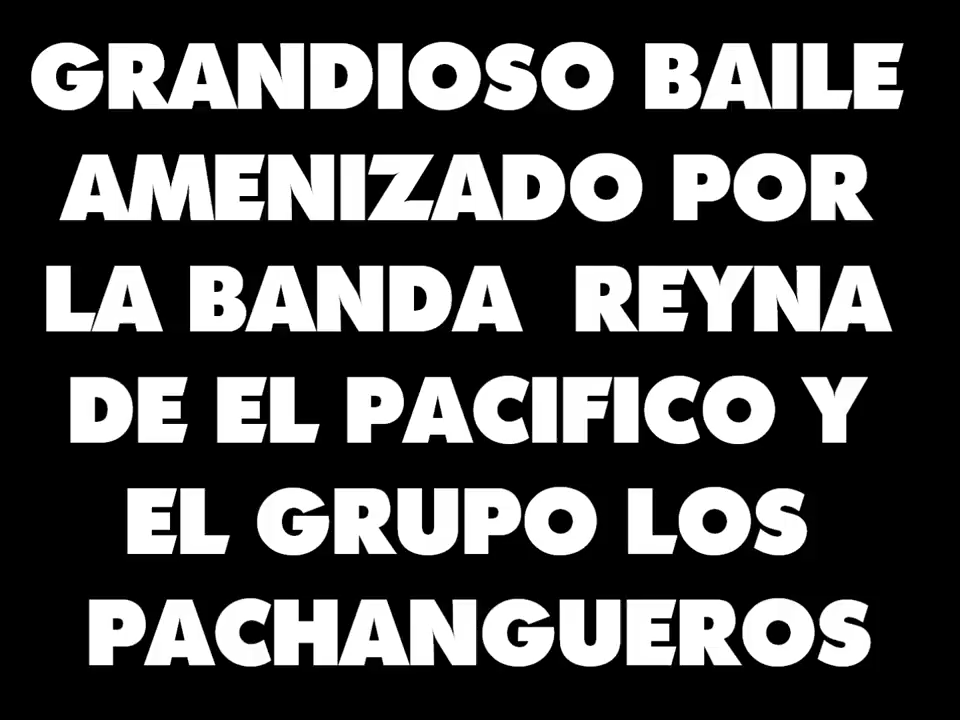 GRANDIOSO BAILE
AMENIZADO POR
LA BANDA REYNA
DE EL PACIFICO Y
EL GRUPO LOS
PACHANGUEROS